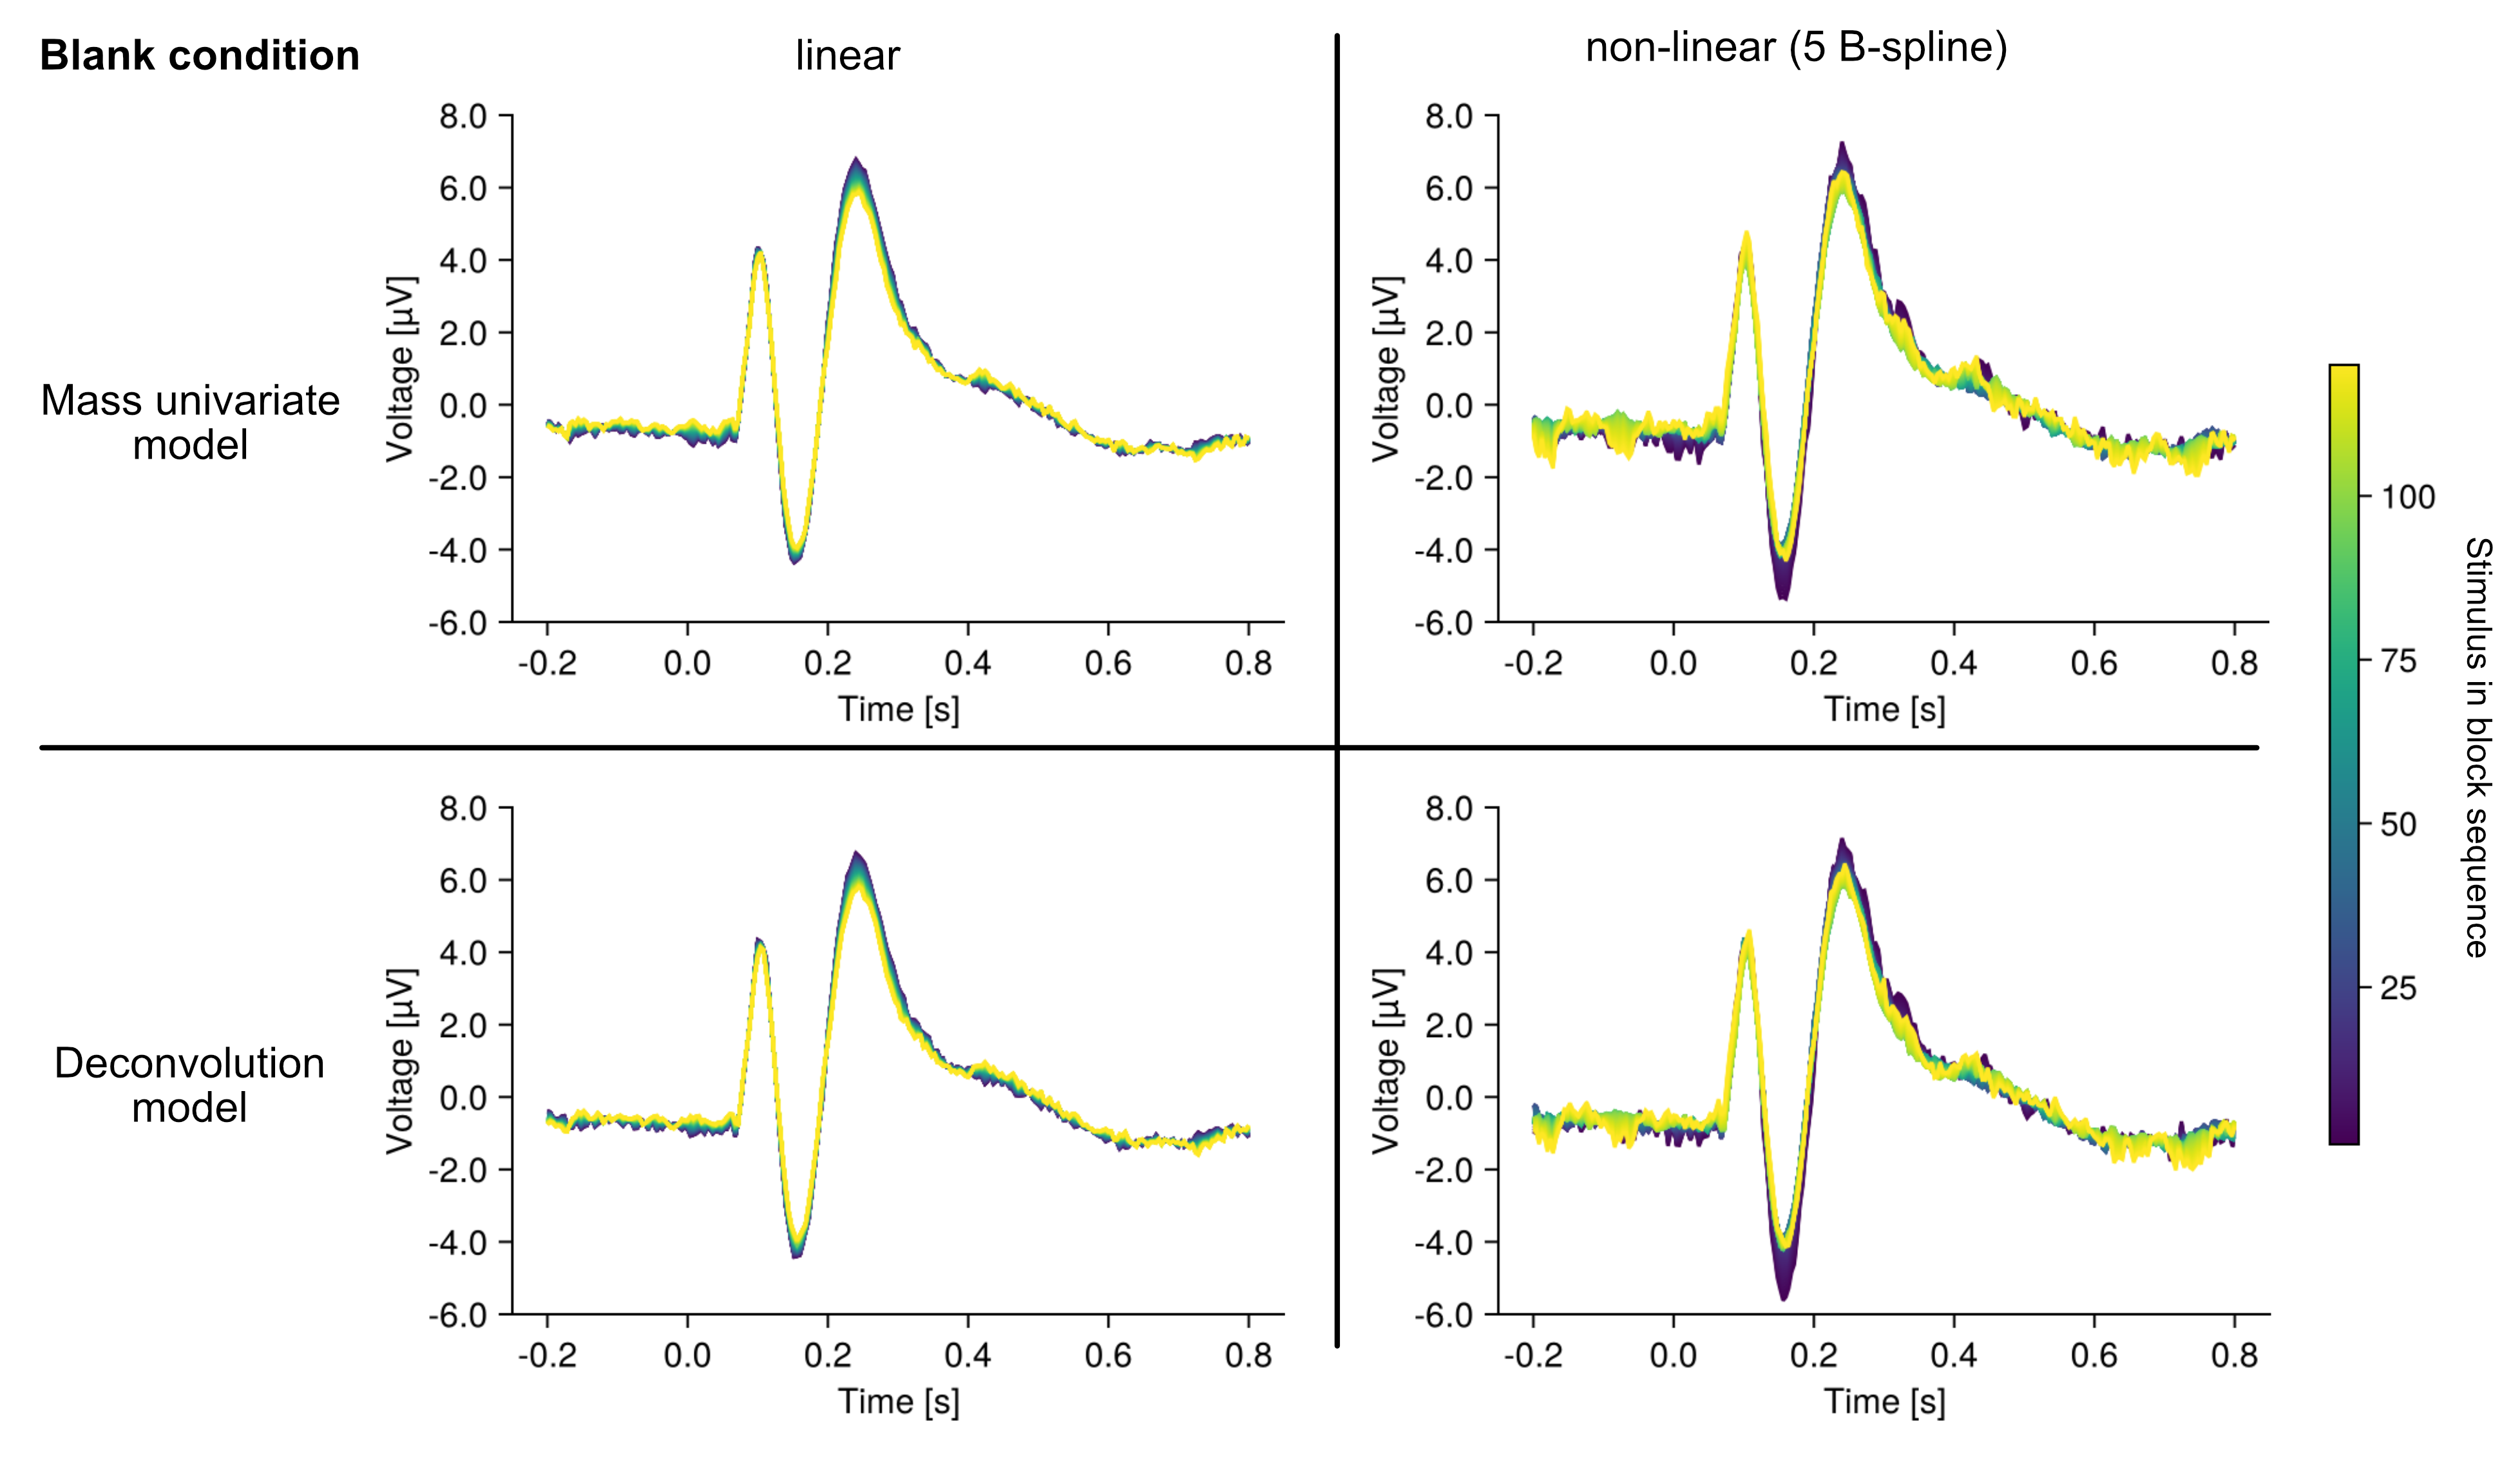 Blank condition
linear
non-linear (5 B-spline)
Mass univariate
model
8.0
6.0
4.0
2.0
0.0
-2.0
-4.0
-6.0
Voltage [µV]
-0.2 0.0 0.2 0.4 0.6 0.8
Time [s]
8.0
6.0
4.0
2.0
0.0
-2.0
-4.0
-6.0
Voltage [µV]
-0.2 0.0 0.2 0.4 0.6 0.8
Time [s]
Deconvolution
model
8.0
6.0
4.0
2.0
0.0
-2.0
-4.0
-6.0
Voltage [µV]
-0.2 0.0 0.2 0.4 0.6 0.8
Time [s]
8.0
6.0
4.0
2.0
0.0
-2.0
-4.0
-6.0
Voltage [µV]
-0.2 0.0 0.2 0.4 0.6 0.8
Time [s]
100
75
50
25
Stimulus in block sequence